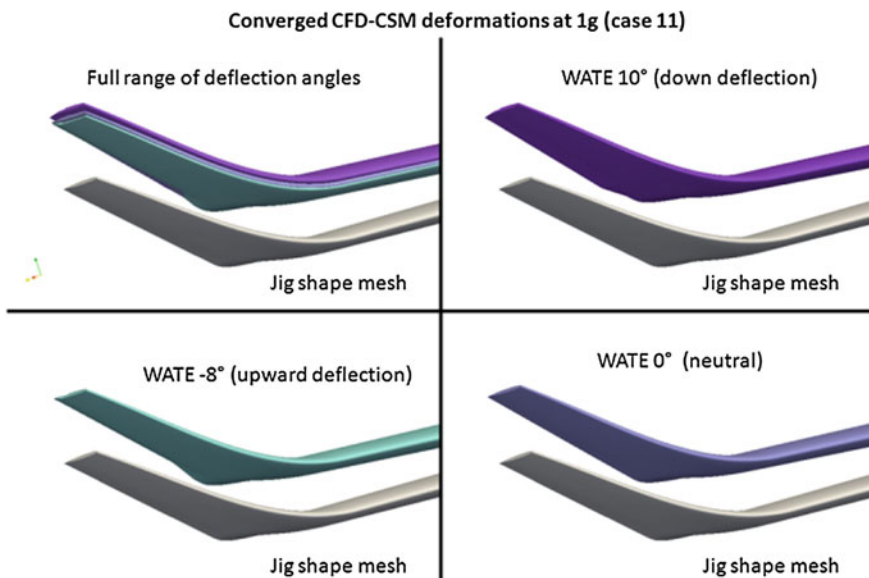 Converged CFD-CSM deformations at 1g (case 11)
Full range of deflection angles
Jig shape mesh
WATE 10° (down deflection)
Jig shape mesh
WATE -8° (upward deflection)
Jig shape mesh
WATE 0° (neutral)
Jig shape mesh